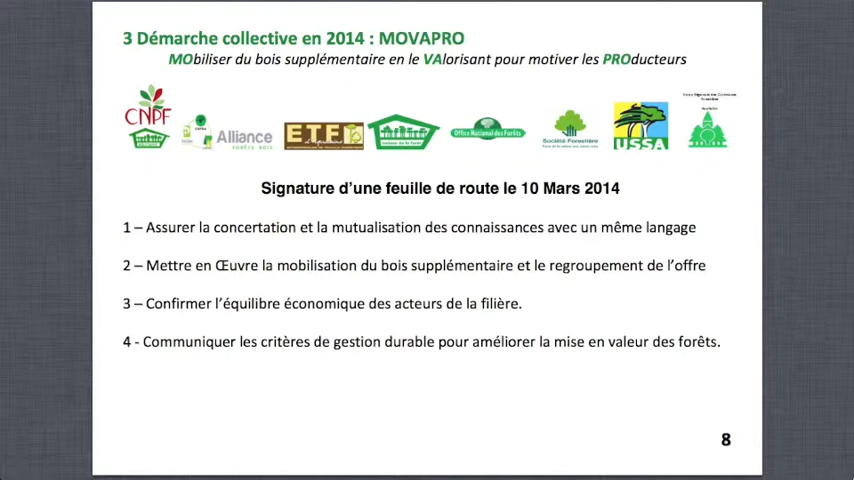 3 Démarche collective en 2014 : MOVAPRO
MObiliser du bois supplémentaire en le VAlorisant pour motiver les PROducteurs
CNPF
Alliance
FORÊTS BOIS
ETF
d'Aquitaine
Office National des Forêts
Société Forestière
USSA
Signature d'une feuille de route le 10 Mars 2014
1 – Assurer la concertation et la mutualisation des connaissances avec un même langage
2 – Mettre en Œuvre la mobilisation du bois supplémentaire et le regroupement de l'offre
3 – Confirmer l'équilibre économique des acteurs de la filière.
4 - Communiquer les critères de gestion durable pour améliorer la mise en valeur des forêts.
8